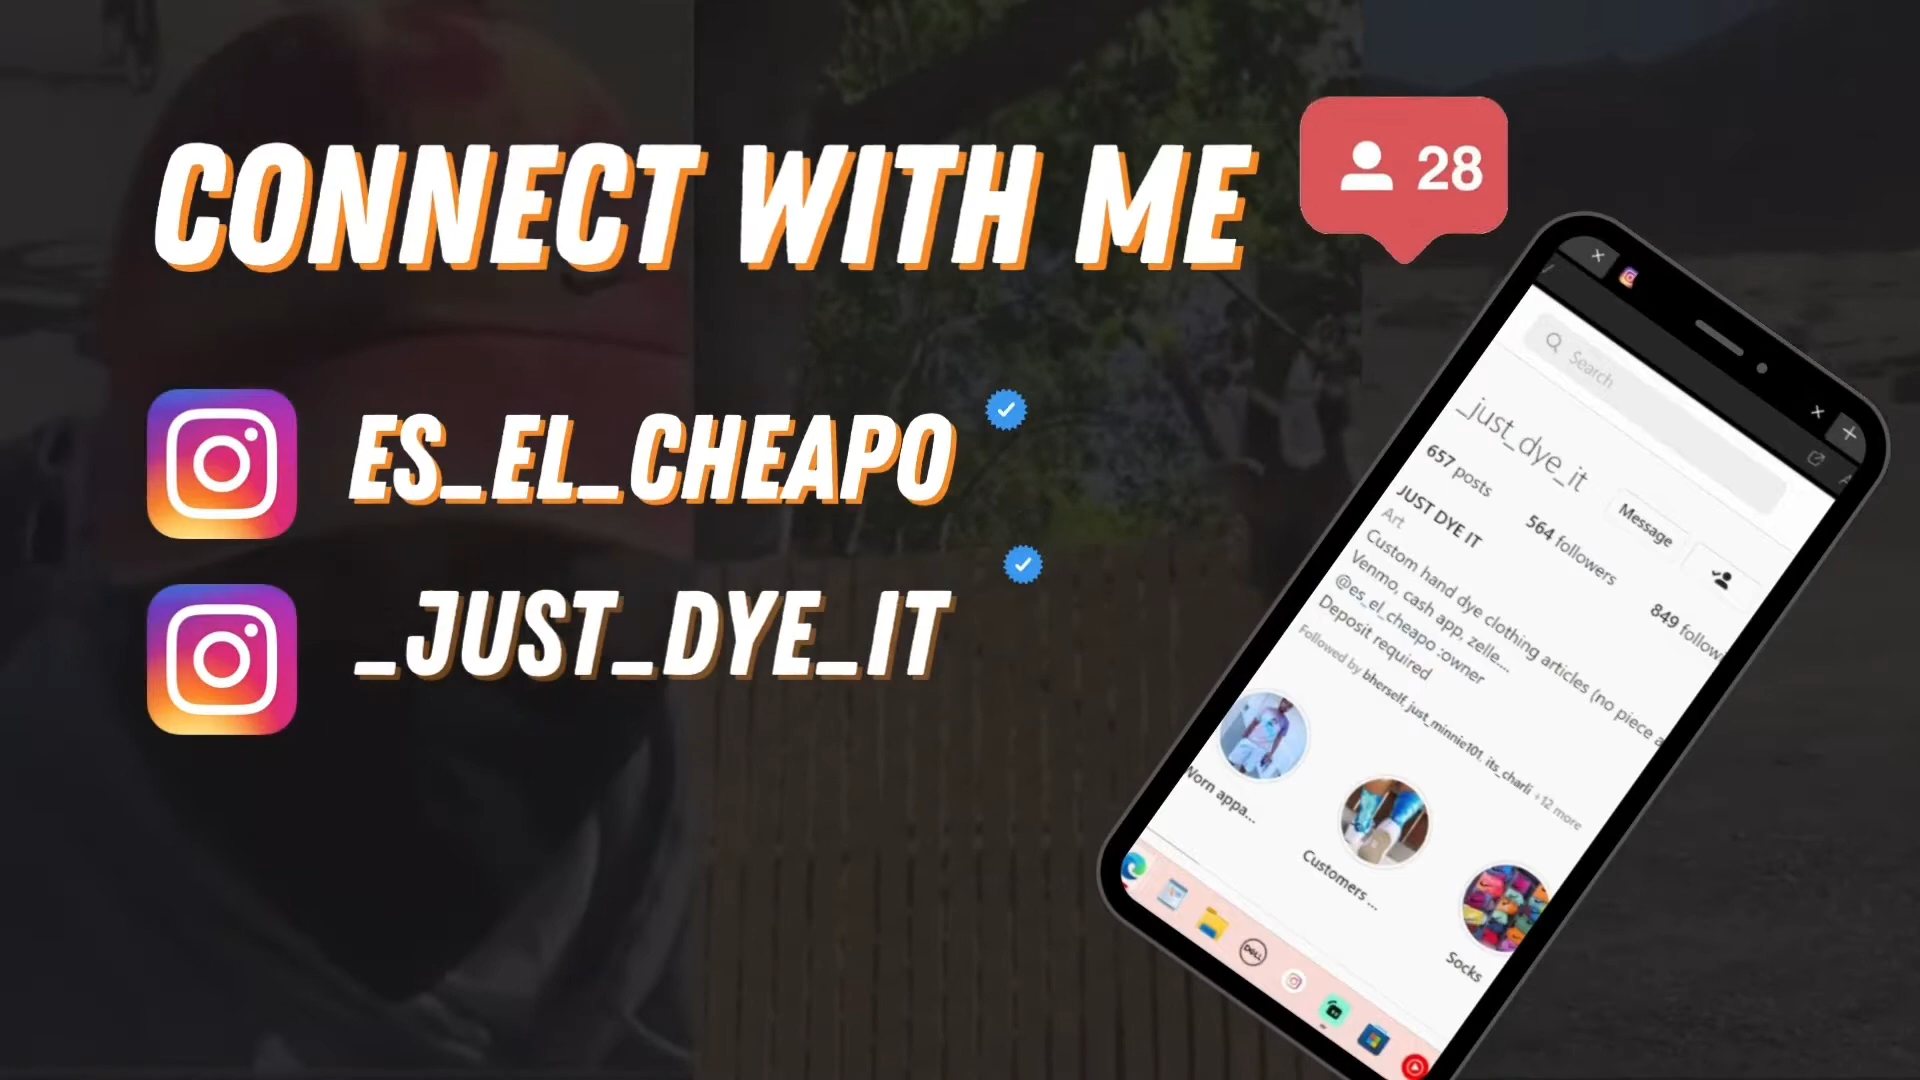 CONNECT WITH ME
28
ES_EL_CHEAPO
_JUST_DYE_IT
Search
_just_dye_it
Message
657 posts
564 followers
849
JUST DYE IT
Art
Custom hand dye clothing articles (no piece
Venmo, cash app, zelle...
@es_el_cheapo :owner
Deposit required
Followed by bherself, just_minnie101, its_charli +12 more
Worn appa...
Customers ...
Socks
DELL